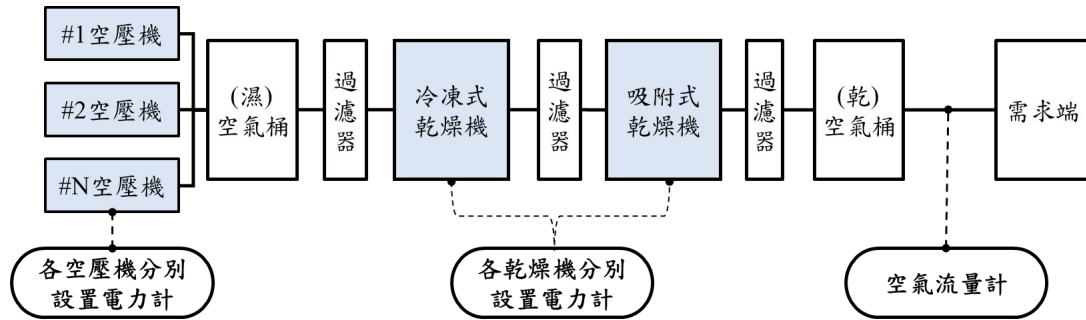 #1空壓機
#2空壓機
#N空壓機
(濕)
空氣桶
過
濾
器
冷凍式
乾燥機
過
濾
器
吸附式
乾燥機
過
濾
器
(乾)
空氣桶
需求端
各空壓機分別
設置電力計
各乾燥機分別
設置電力計
空氣流量計